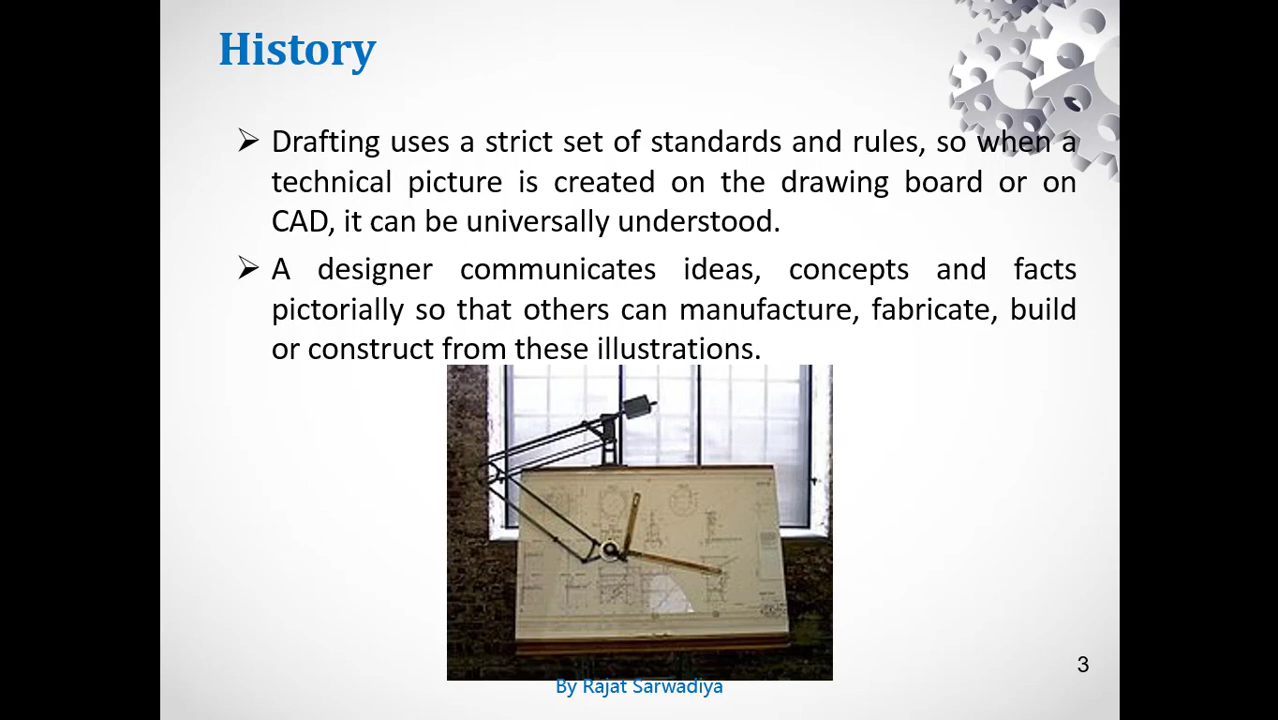 History
➢ Drafting uses a strict set of standards and rules, so when a
technical picture is created on the drawing board or on
CAD, it can be universally understood.
➢ A designer communicates ideas, concepts and facts
pictorially so that others can manufacture, fabricate, build
or construct from these illustrations.
3
By Rajat Sarwadiya